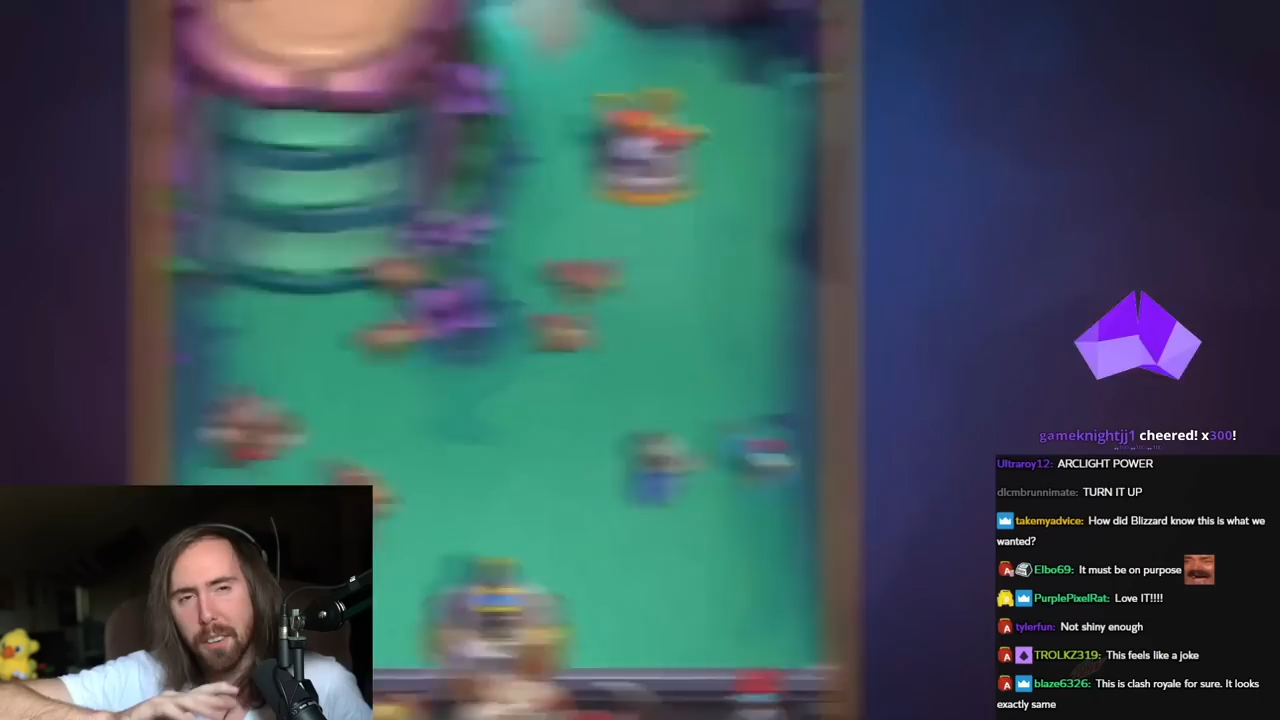 gameknightjj1 cheered! x300!
Ultraroy12: ARCLIGHT POWER
dlcmbrunnimate: TURN IT UP
takemyadvice: How did Blizzard know this is what we
wanted?
Elbo69: It must be on purpose
PurplePixelRat: Love IT!!!!
tylerfun: Not shiny enough
TROLKZ319: This feels like a joke
blaze6326: This is clash royale for sure. It looks
exactly same